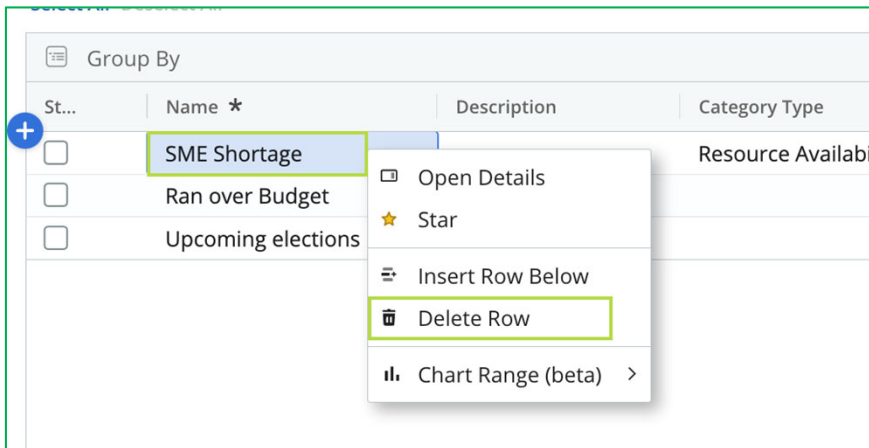 Group By
St... Name * Description Category Type
SME Shortage Resource Availabi
Ran over Budget
Upcoming elections
Open Details
Star
Insert Row Below
Delete Row
Chart Range (beta)